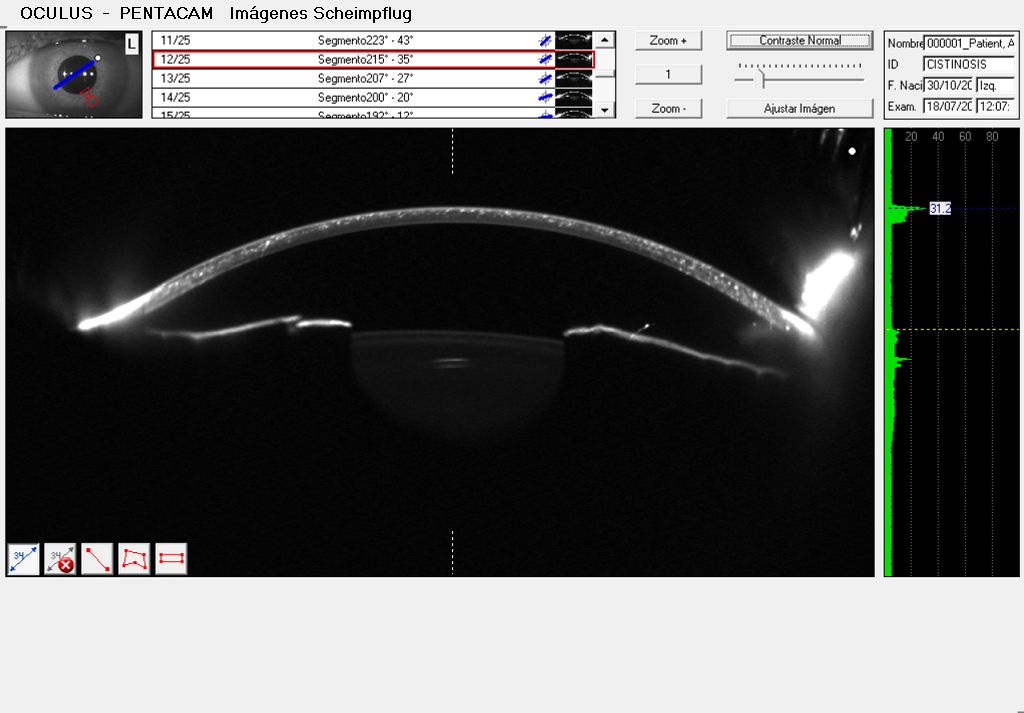 OCULUS - PENTACAM Imágenes Scheimpflug
L
11/25 Segmento223° - 43°
12/25 Segmento215° - 35°
13/25 Segmento207° - 27°
14/25 Segmento200° - 20°
15/25 Segmento192° - 12°
Zoom +
1
Zoom -
Contraste Normal
Ajustar Imágen
Nombre 000001_Patient, A
ID CISTINOSIS
F. Naci 30/10/20 Izq.
Exam. 18/07/20 12:07:
20 40 60 80
31.2
34 34